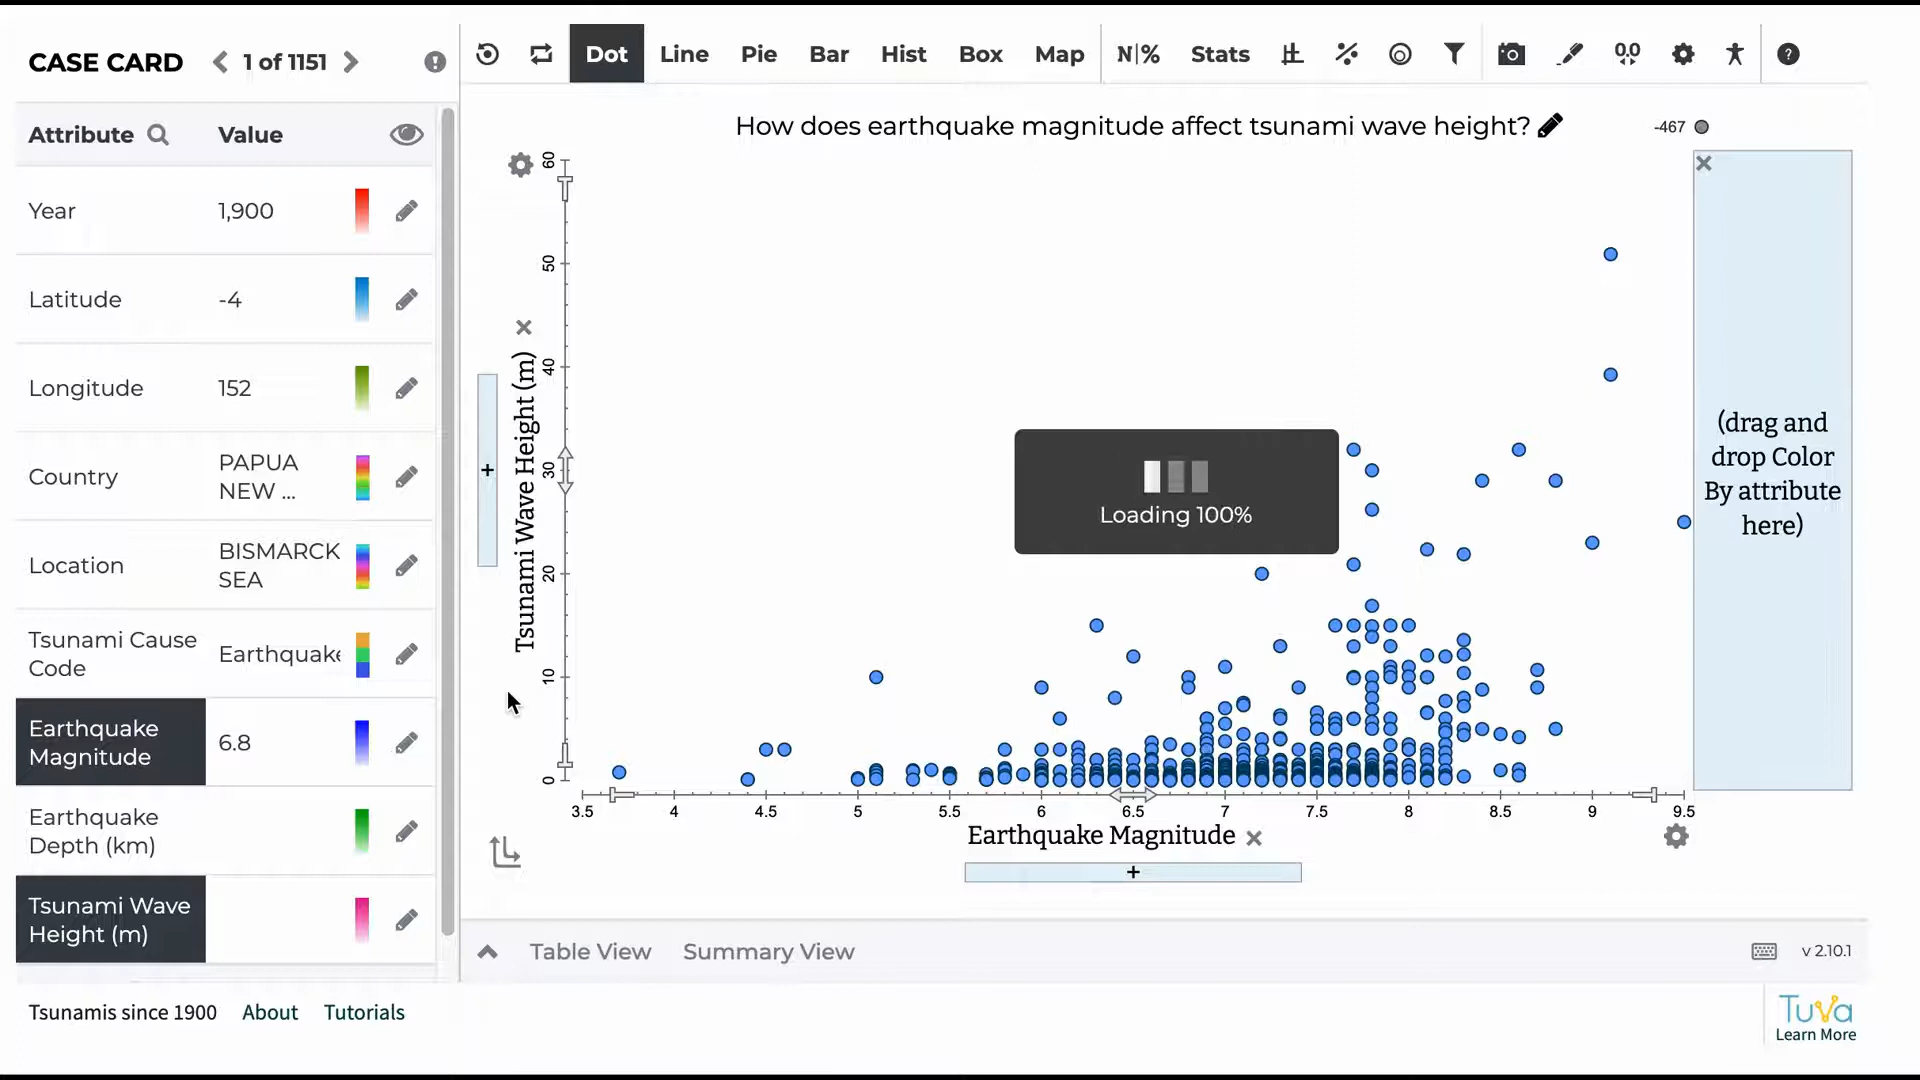 CASE CARD
1 of 1151
Dot
Line
Pie
Bar
Hist
Box
Map
N|%
Stats
0,0
?
Attribute
Value
Year
1,900
Latitude
-4
Longitude
152
Country
PAPUA
NEW ...
Location
BISMARCK
SEA
Tsunami Cause
Code
Earthquake
Earthquake
Magnitude
6.8
Earthquake
Depth (km)
Tsunami Wave
Height (m)
How does earthquake magnitude affect tsunami wave height?
-467
60
50
40
30
20
10
0
Tsunami Wave Height (m)
+
Loading 100%
(drag and
drop Color
By attribute
here)
3.5
4
4.5
5
5.5
6
6.5
7
7.5
8
8.5
9
9.5
Earthquake Magnitude
+
Table View
Summary View
v 2.10.1
Tsunamis since 1900
About
Tutorials
Tuva
Learn More